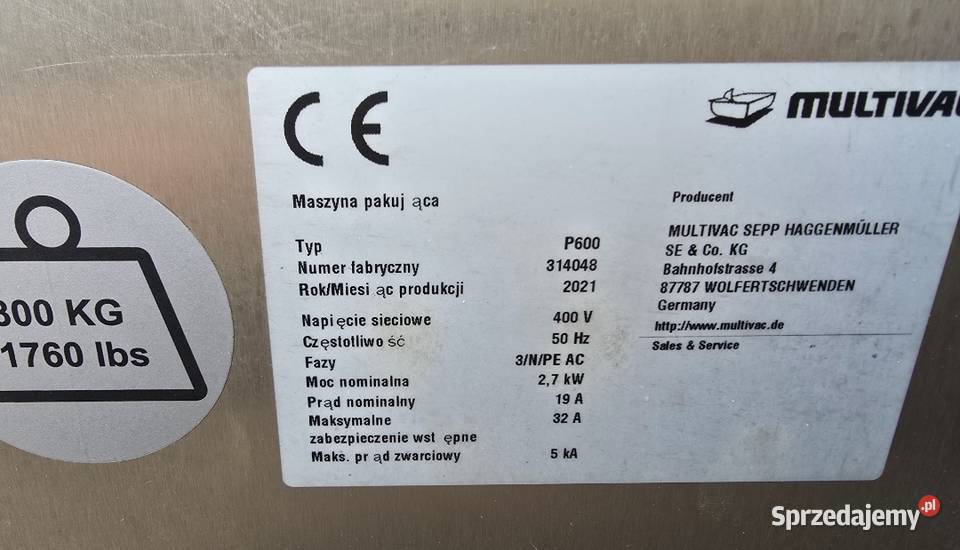 CE
MULTIVAC
Maszyna pakuj ąca
Typ P600
Numer fabryczny 314048
Rok/Miesi ąc produkcji 2021
Napi ęcie sieciowe 400 V
Częstotliwo ść 50 Hz
Fazy 3/N/PE AC
Moc nominalna 2,7 kW
Prąd nominalny 19 A
Maksymalne 32 A
zabezpieczenie wst ępne
Maks. pr ąd zwarciowy 5 kA
Producent
MULTIVAC SEPP HAGGENMÜLLER
SE & Co. KG
Bahnhofstrasse 4
87787 WOLFERTSCHWENDEN
Germany
http://www.multivac.de
Sales & Service
800 KG
1760 lbs
Sprzedajemy.pl